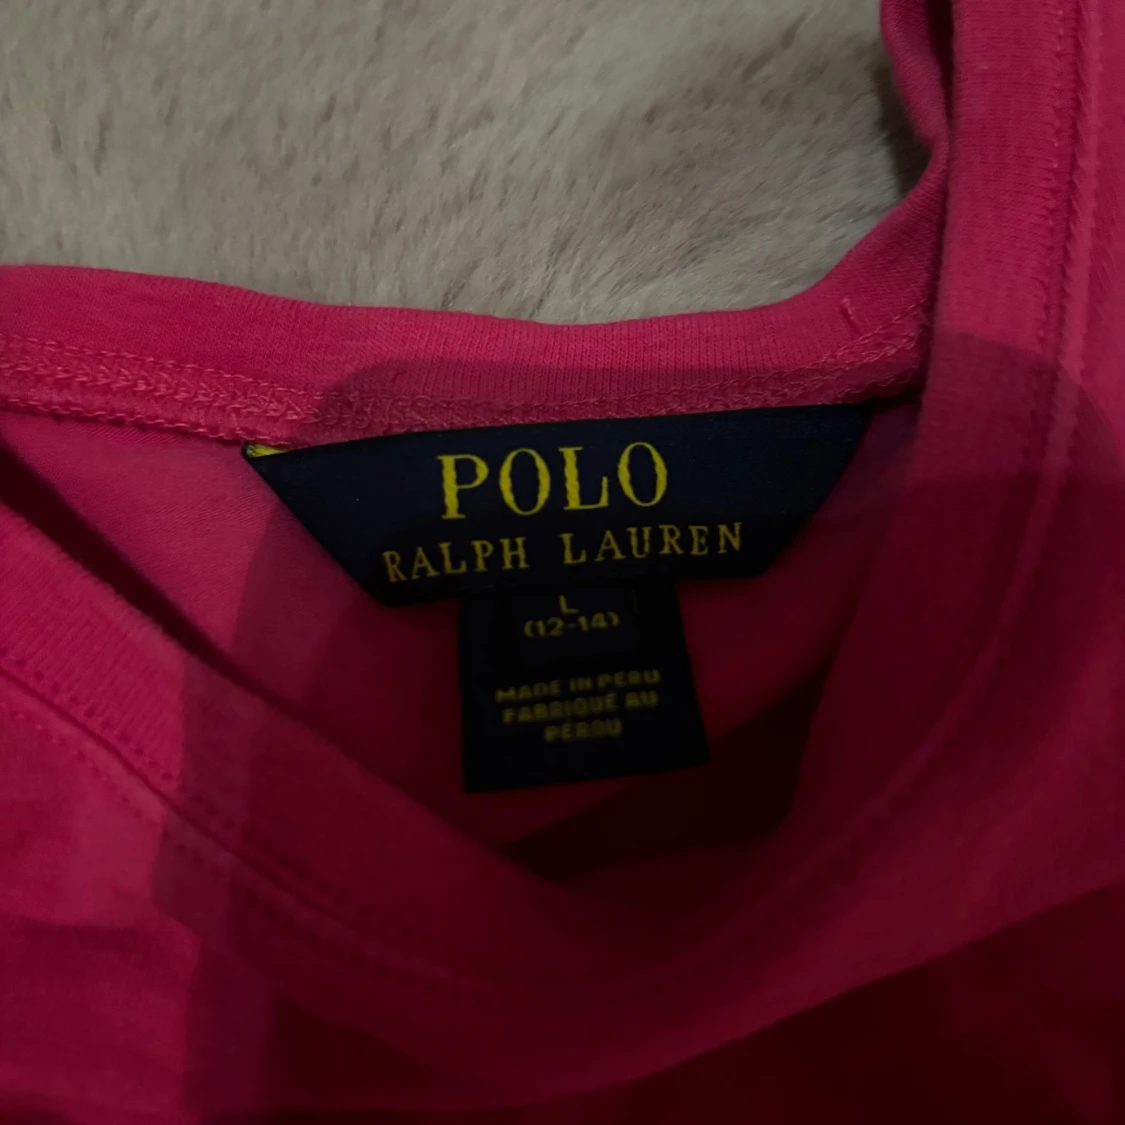 POLO
RALPH LAUREN
L
(12-14)
MADE IN PERU
FABRIQUÉ AU
PÉROU